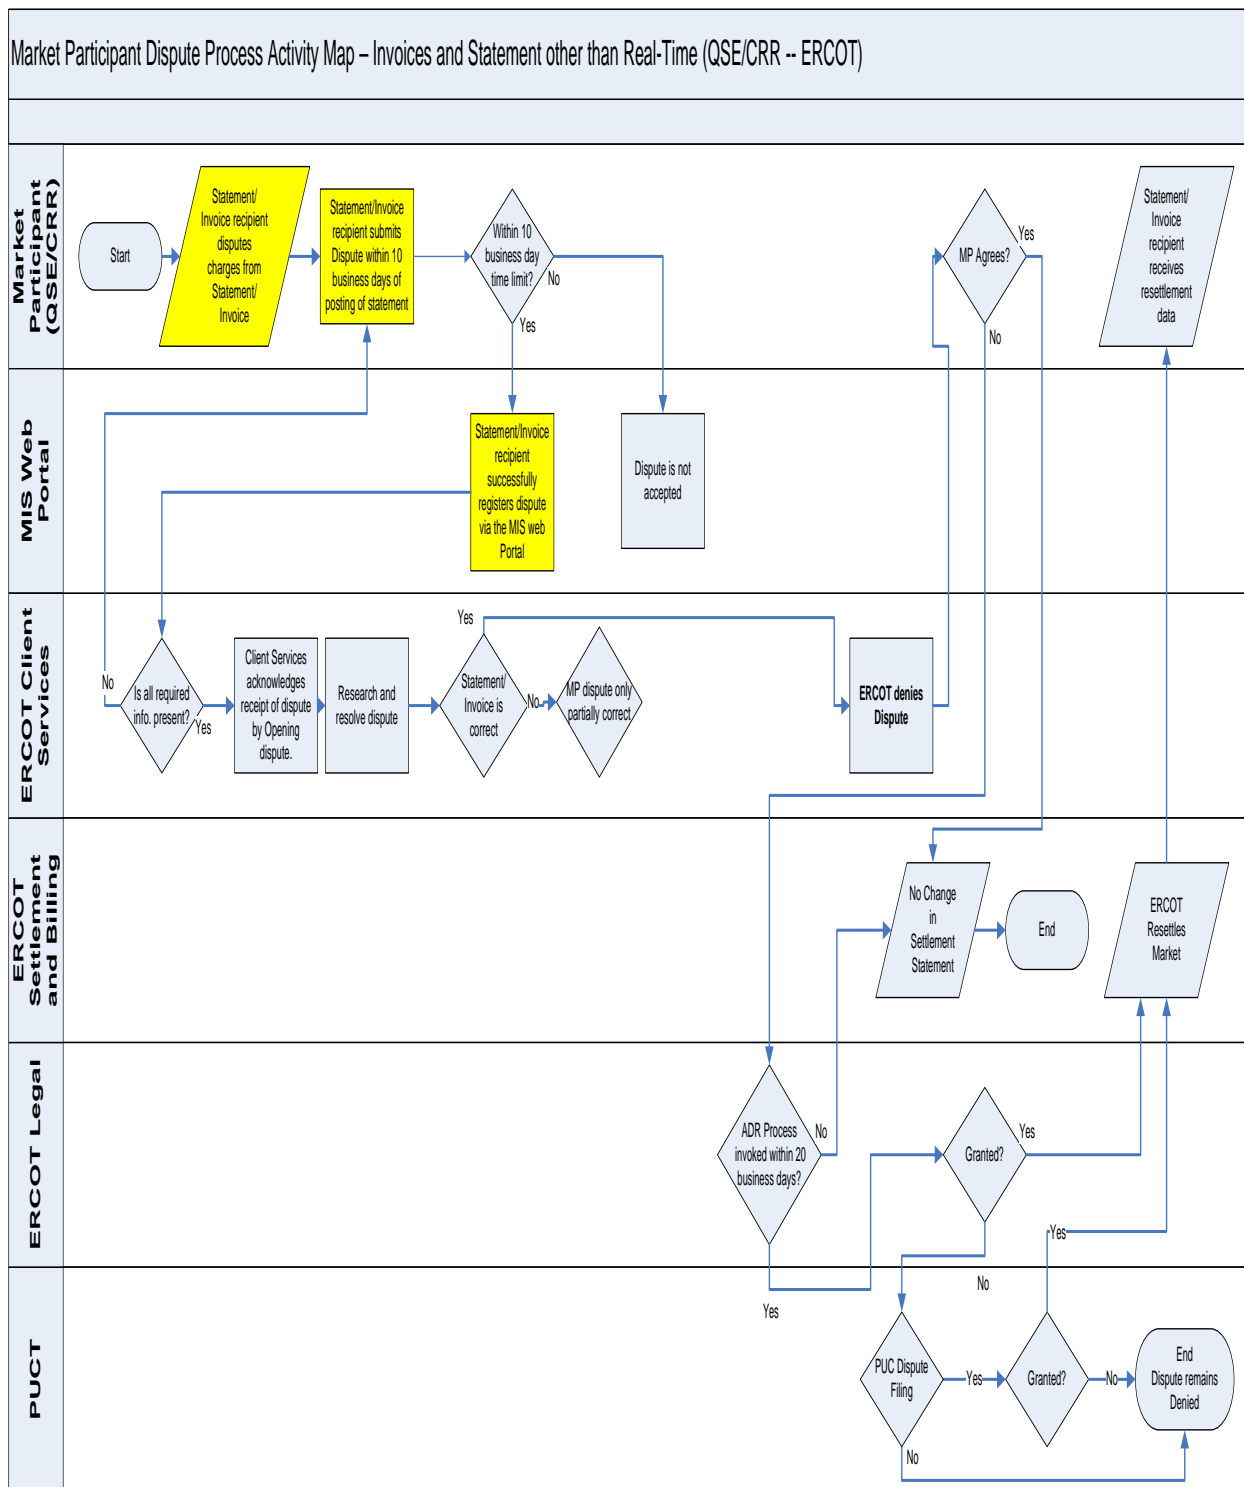 Market Participant Dispute Process Activity Map – Invoices and Statement other than Real-Time (QSE/CRR -- ERCOT)
Market
Participant
(QSE/CRR)
Start
Statement/
Invoice recipient
disputes
charges from
Statement/
Invoice
Statement/Invoice
recipient submits
Dispute within 10
business days of
posting of statement
Within 10
business day
time limit?
No
Yes
MP Agrees?
Yes
No
Statement/
Invoice
recipient
receives
resettlement
data
MIS Web
Portal
Statement/Invoice
recipient
successfully
registers dispute
via the MIS web
Portal
Dispute is not
accepted
ERCOT Client
Services
No
Is all required
info. present?
Yes
Client Services
acknowledges
receipt of dispute
by Opening
dispute.
Research and
resolve dispute
Yes
Statement/
Invoice is
correct
No
MP dispute only
partially correct
ERCOT denies
Dispute
ERCOT
Settlement
and Billing
No Change
in
Settlement
Statement
End
ERCOT
Resettles
Market
ERCOT Legal
ADR Process
invoked within 20
business days?
No
Yes
Granted?
Yes
No
Yes
PUCT
PUC Dispute
Filing
Yes
No
Granted?
No
End
Dispute remains
Denied